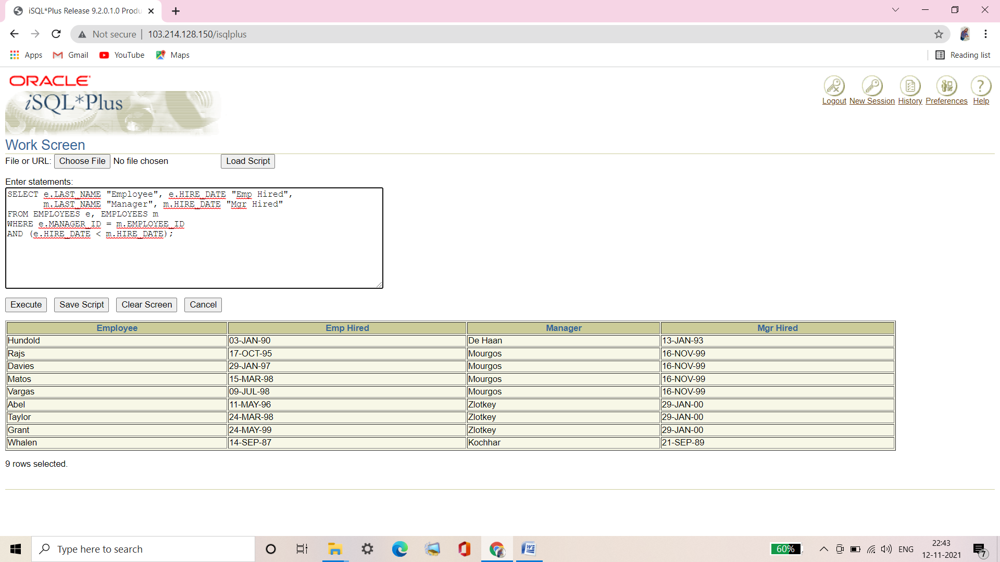 iSQL*Plus Release 9.2.0.1.0 Produ
Not secure | 103.214.128.150/isqlplus
Apps Gmail YouTube Maps Reading list
ORACLE
iSQL*Plus
Logout New Session History Preferences Help
Work Screen
File or URL: Choose File No file chosen Load Script
Enter statements:
SELECT e.LAST_NAME "Employee", e.HIRE_DATE "Emp Hired",
m.LAST_NAME "Manager", m.HIRE_DATE "Mgr Hired"
FROM EMPLOYEES e, EMPLOYEES m
WHERE e.MANAGER_ID = m.EMPLOYEE_ID
AND (e.HIRE_DATE < m.HIRE_DATE);
Execute Save Script Clear Screen Cancel
Employee Emp Hired Manager Mgr Hired
Hundold 03-JAN-90 De Haan 13-JAN-93
Rajs 17-OCT-95 Mourgos 16-NOV-99
Davies 29-JAN-97 Mourgos 16-NOV-99
Matos 15-MAR-98 Mourgos 16-NOV-99
Vargas 09-JUL-98 Mourgos 16-NOV-99
Abel 11-MAY-96 Zlotkey 29-JAN-00
Taylor 24-MAR-98 Zlotkey 29-JAN-00
Grant 24-MAY-99 Zlotkey 29-JAN-00
Whalen 14-SEP-87 Kochhar 21-SEP-89
9 rows selected.
Type here to search
60%
ENG
22:43
12-11-2021
7